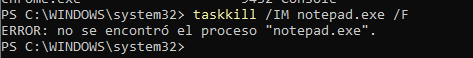 PS C:\WINDOWS\system32> taskkill /IM notepad.exe /F
ERROR: no se encontró el proceso "notepad.exe".
PS C:\WINDOWS\system32>